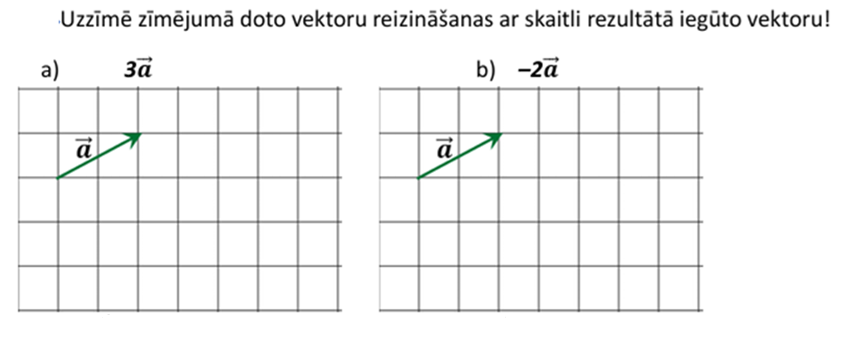 Uzzīmē zīmējumā doto vektoru reizināšanas ar skaitli rezultātā iegūto vektoru!
a) 3a⃗ b) –2a⃗
a⃗ a⃗